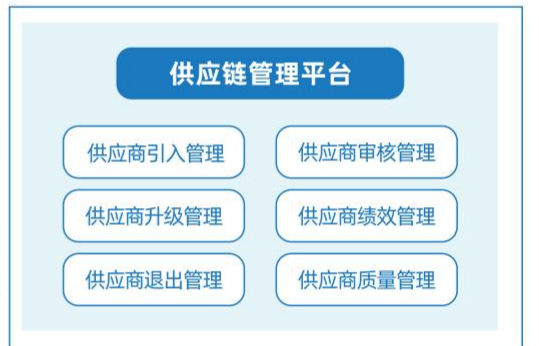 供应链管理平台
供应商引入管理 供应商审核管理
供应商升级管理 供应商绩效管理
供应商退出管理 供应商质量管理